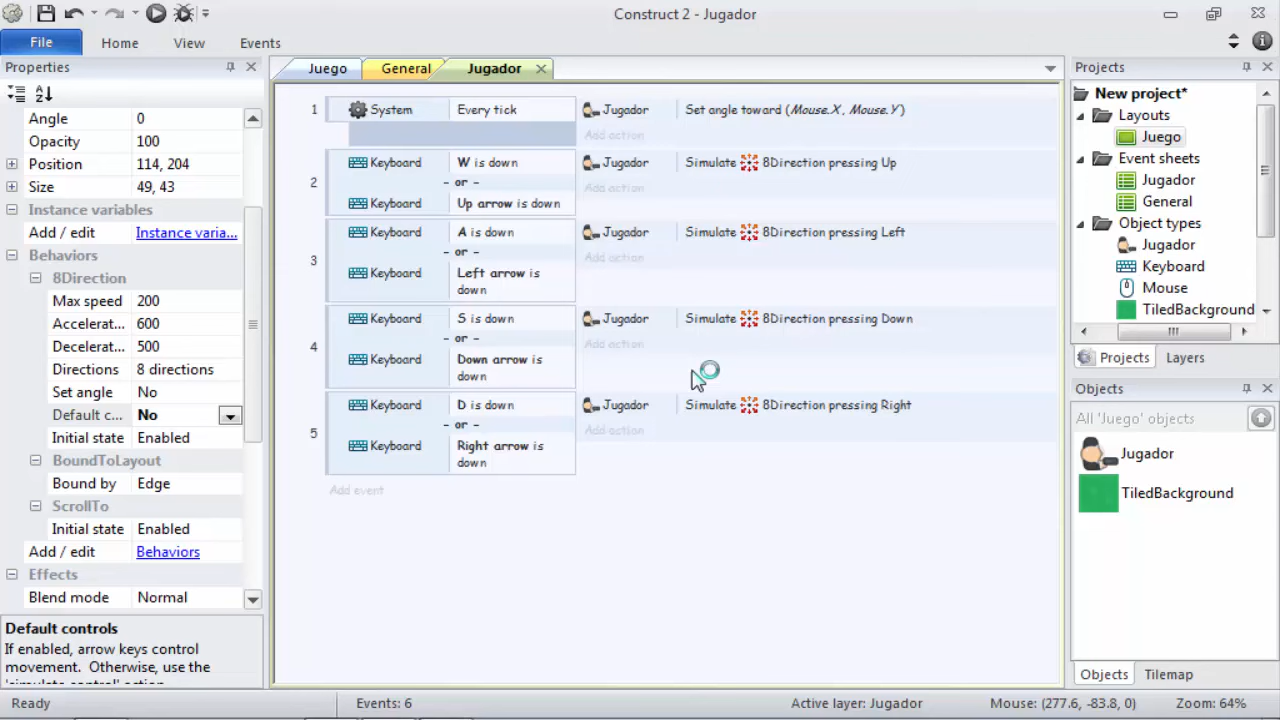 Construct 2 - Jugador
File Home View Events
Properties
Juego General Jugador
Projects
Angle 0
Opacity 100
Position 114, 204
Size 49, 43
Instance variables
Add / edit Instance varia...
Behaviors
8Direction
Max speed 200
Accelerat... 600
Decelerat... 500
Directions 8 directions
Set angle No
Default c... No
Initial state Enabled
BoundToLayout
Bound by Edge
ScrollTo
Initial state Enabled
Add / edit Behaviors
Effects
Blend mode Normal
Default controls
If enabled, arrow keys control
movement. Otherwise, use the
1 System Every tick Jugador Set angle toward (Mouse.X, Mouse.Y)
Add action
2 Keyboard W is down Jugador Simulate 8Direction pressing Up
- or - Add action
Keyboard Up arrow is down
3 Keyboard A is down Jugador Simulate 8Direction pressing Left
- or - Add action
Keyboard Left arrow is
down
4 Keyboard S is down Jugador Simulate 8Direction pressing Down
- or - Add action
Keyboard Down arrow is
down
5 Keyboard D is down Jugador Simulate 8Direction pressing Right
- or - Add action
Keyboard Right arrow is
down
Add event
New project*
Layouts
Juego
Event sheets
Jugador
General
Object types
Jugador
Keyboard
Mouse
TiledBackground
Projects Layers
Objects
All 'Juego' objects
Jugador
TiledBackground
Objects Tilemap
Ready Events: 6 Active layer: Jugador Mouse: (277.6, -83.8, 0) Zoom: 64%